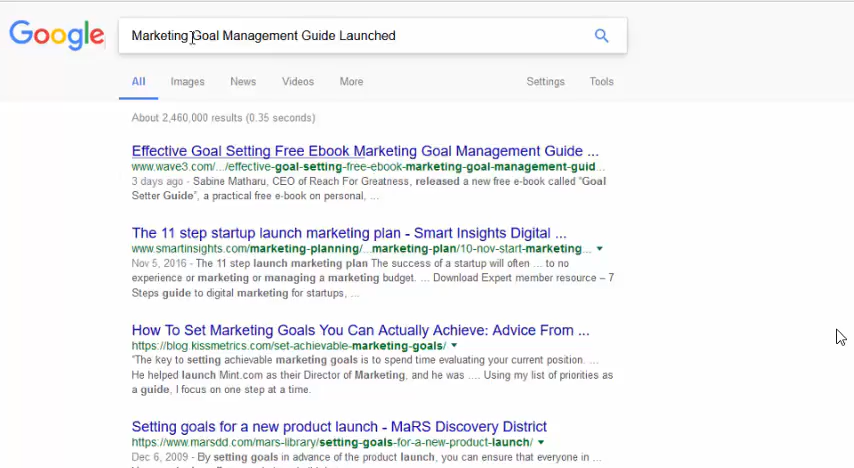 Google
Marketing Goal Management Guide Launched
All Images News Videos More Settings Tools
About 2,460,000 results (0.35 seconds)
Effective Goal Setting Free Ebook Marketing Goal Management Guide ...
www.wave3.com/.../effective-goal-setting-free-ebook-marketing-goal-management-guid...
3 days ago - Sabine Matharu, CEO of Reach For Greatness, released a new free e-book called "Goal
Setter Guide", a practical free e-book on personal, ...
The 11 step startup launch marketing plan - Smart Insights Digital ...
www.smartinsights.com/marketing-planning/...marketing-plan/10-nov-start-marketing...
Nov 5, 2016 - The 11 step launch marketing plan The success of a startup will often ... to no
experience or marketing or managing a marketing budget. ... Download Expert member resource – 7
Steps guide to digital marketing for startups, ...
How To Set Marketing Goals You Can Actually Achieve: Advice From ...
https://blog.kissmetrics.com/set-achievable-marketing-goals/
"The key to setting achievable marketing goals is to spend time evaluating your current position. ...
He helped launch Mint.com as their Director of Marketing, and he was .... Using my list of priorities as
a guide, I focus on one step at a time.
Setting goals for a new product launch - MaRS Discovery District
https://www.marsdd.com/mars-library/setting-goals-for-a-new-product-launch/
Dec 6, 2009 - By setting goals in advance of the product launch, you can ensure that everyone in ...